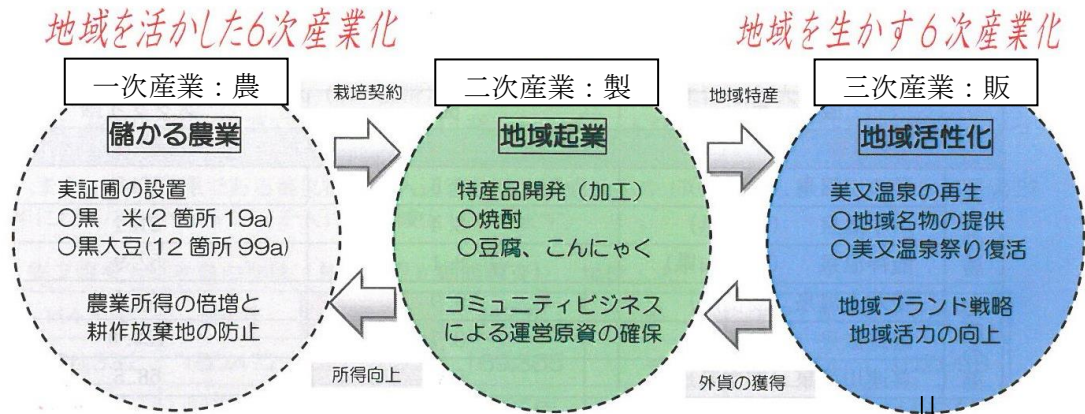 地域を活かした6次産業化
地域を生かす6次産業化
一次産業：農
儲かる農業
実証圃の設置
○黒　米(2箇所19a)
○黒大豆(12箇所99a)
農業所得の倍増と
耕作放棄地の防止
栽培契約
所得向上
二次産業：製
地域起業
特産品開発（加工）
○焼酎
○豆腐、こんにゃく
コミュニティビジネス
による運営原資の確保
地域特産
外貨の獲得
三次産業：販
地域活性化
美又温泉の再生
○地域名物の提供
○美又温泉祭り復活
地域ブランド戦略
地域活力の向上